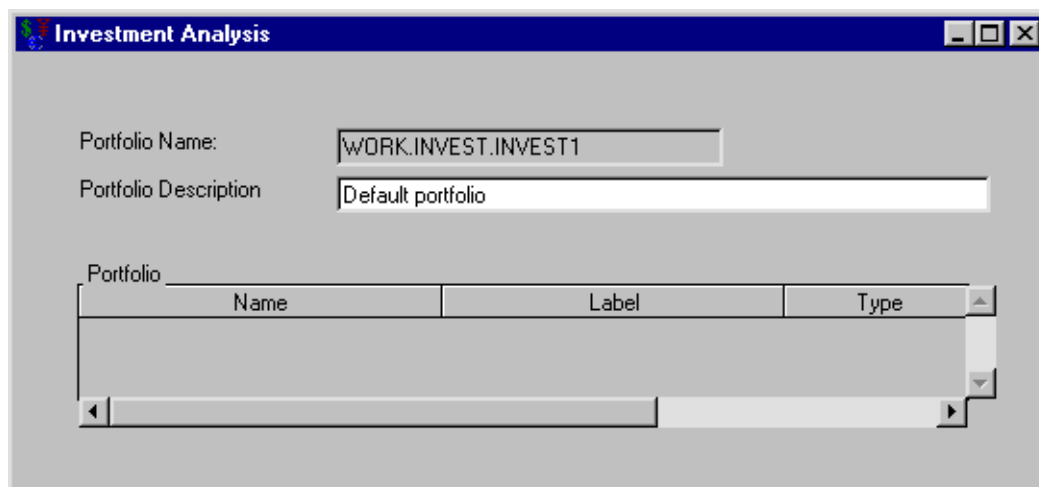 Investment Analysis
Portfolio Name: WORK.INVEST.INVEST1
Portfolio Description Default portfolio
Portfolio
Name Label Type